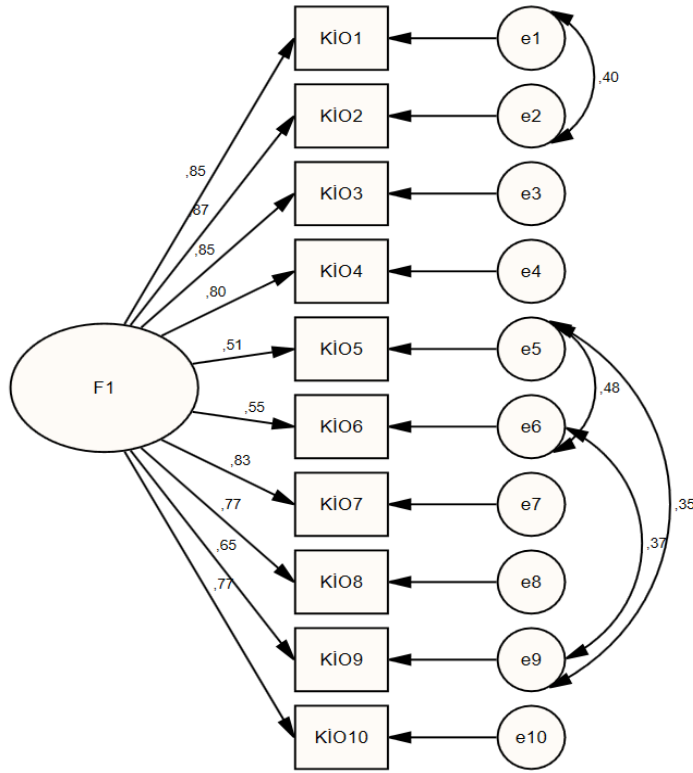 KİO1
e1
,40
KİO2
e2
,85
,87
KİO3
e3
,85
KİO4
e4
,80
,51
KİO5
e5
F1
,48
,55
KİO6
e6
,83
KİO7
e7
,35
,77
,37
,65
KİO8
e8
,77
KİO9
e9
KİO10
e10